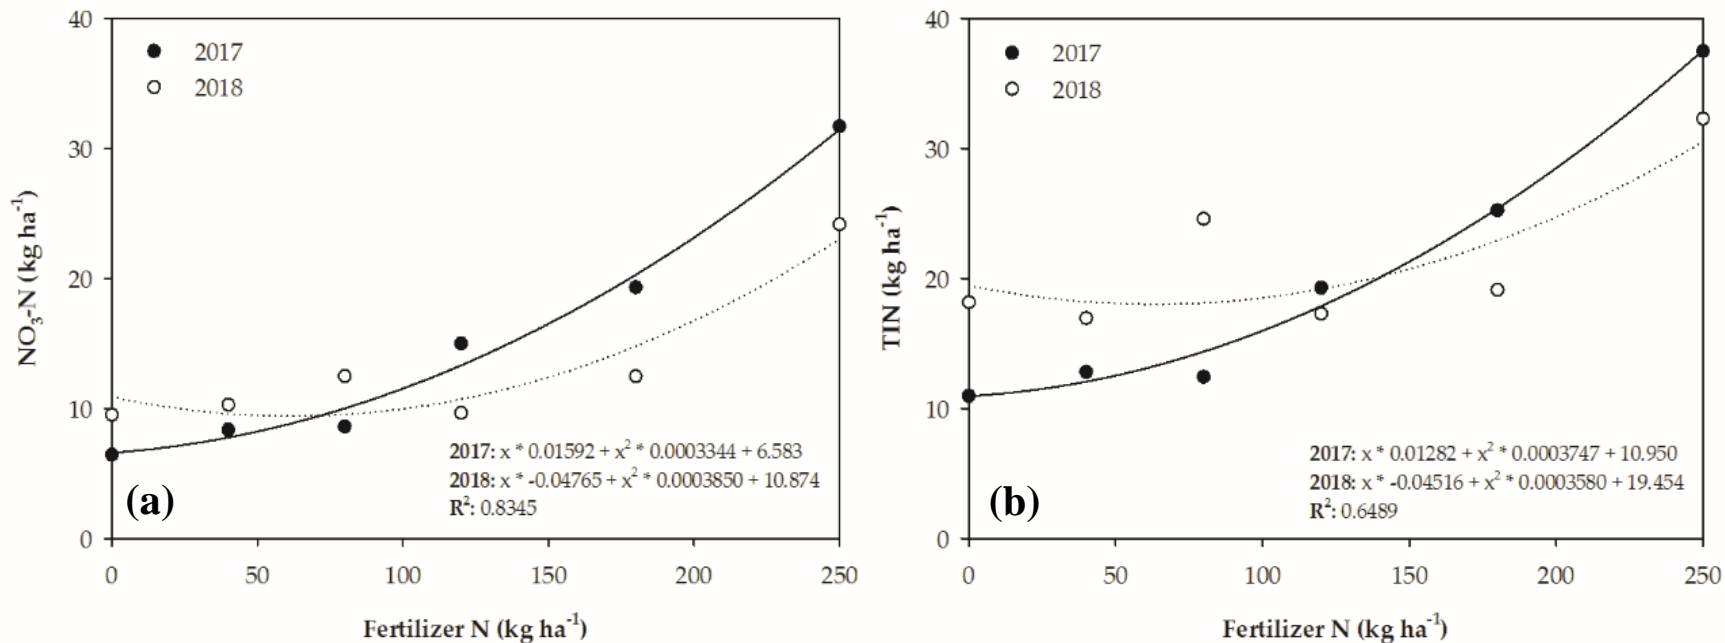 40
30
20
10
0
NO₃-N (kg ha⁻¹)
2017
2018
2017: x * 0.01592 + x² * 0.0003344 + 6.583
2018: x * -0.04765 + x² * 0.0003850 + 10.874
R²: 0.8345
(a)
0 50 100 150 200 250
Fertilizer N (kg ha⁻¹)
40
30
20
10
0
TIN (kg ha⁻¹)
2017
2018
2017: x * 0.01282 + x² * 0.0003747 + 10.950
2018: x * -0.04516 + x² * 0.0003580 + 19.454
R²: 0.6489
(b)
0 50 100 150 200 250
Fertilizer N (kg ha⁻¹)